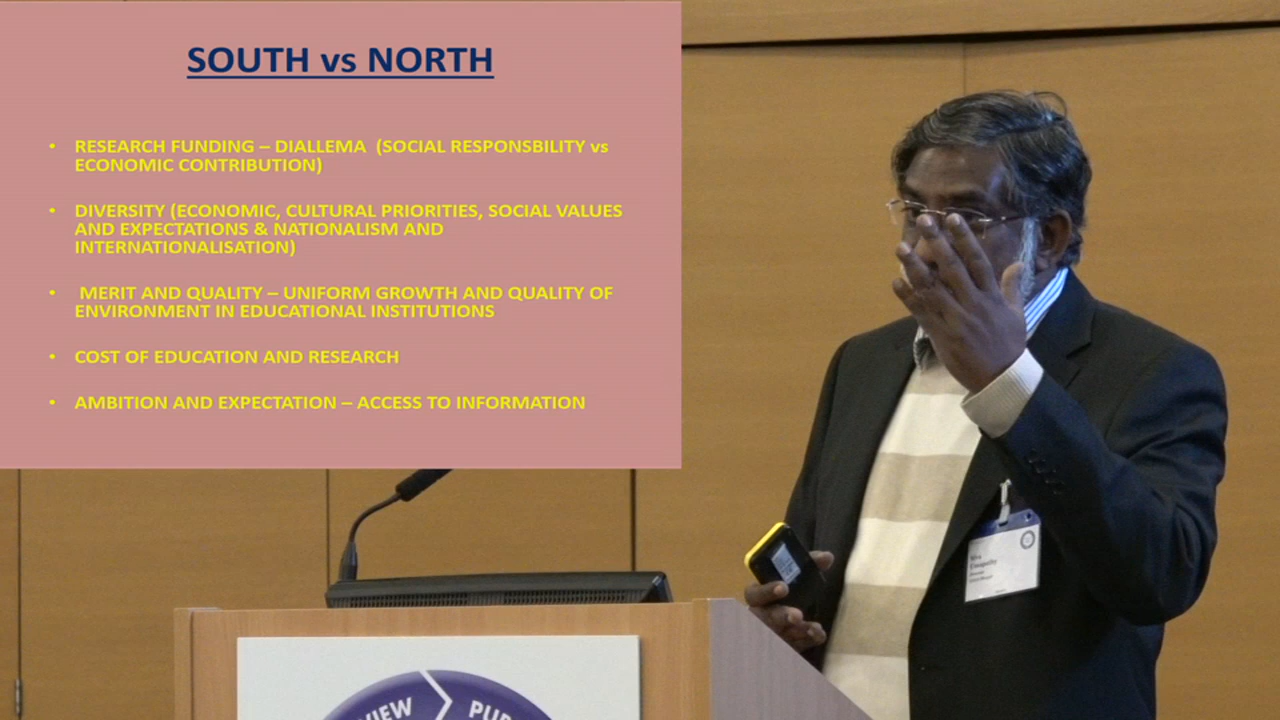 SOUTH vs NORTH
• RESEARCH FUNDING – DIALLEMA (SOCIAL RESPONSBILITY vs
ECONOMIC CONTRIBUTION)
• DIVERSITY (ECONOMIC, CULTURAL PRIORITIES, SOCIAL VALUES
AND EXPECTATIONS & NATIONALISM AND
INTERNATIONALISATION)
• MERIT AND QUALITY – UNIFORM GROWTH AND QUALITY OF
ENVIRONMENT IN EDUCATIONAL INSTITUTIONS
• COST OF EDUCATION AND RESEARCH
• AMBITION AND EXPECTATION – ACCESS TO INFORMATION